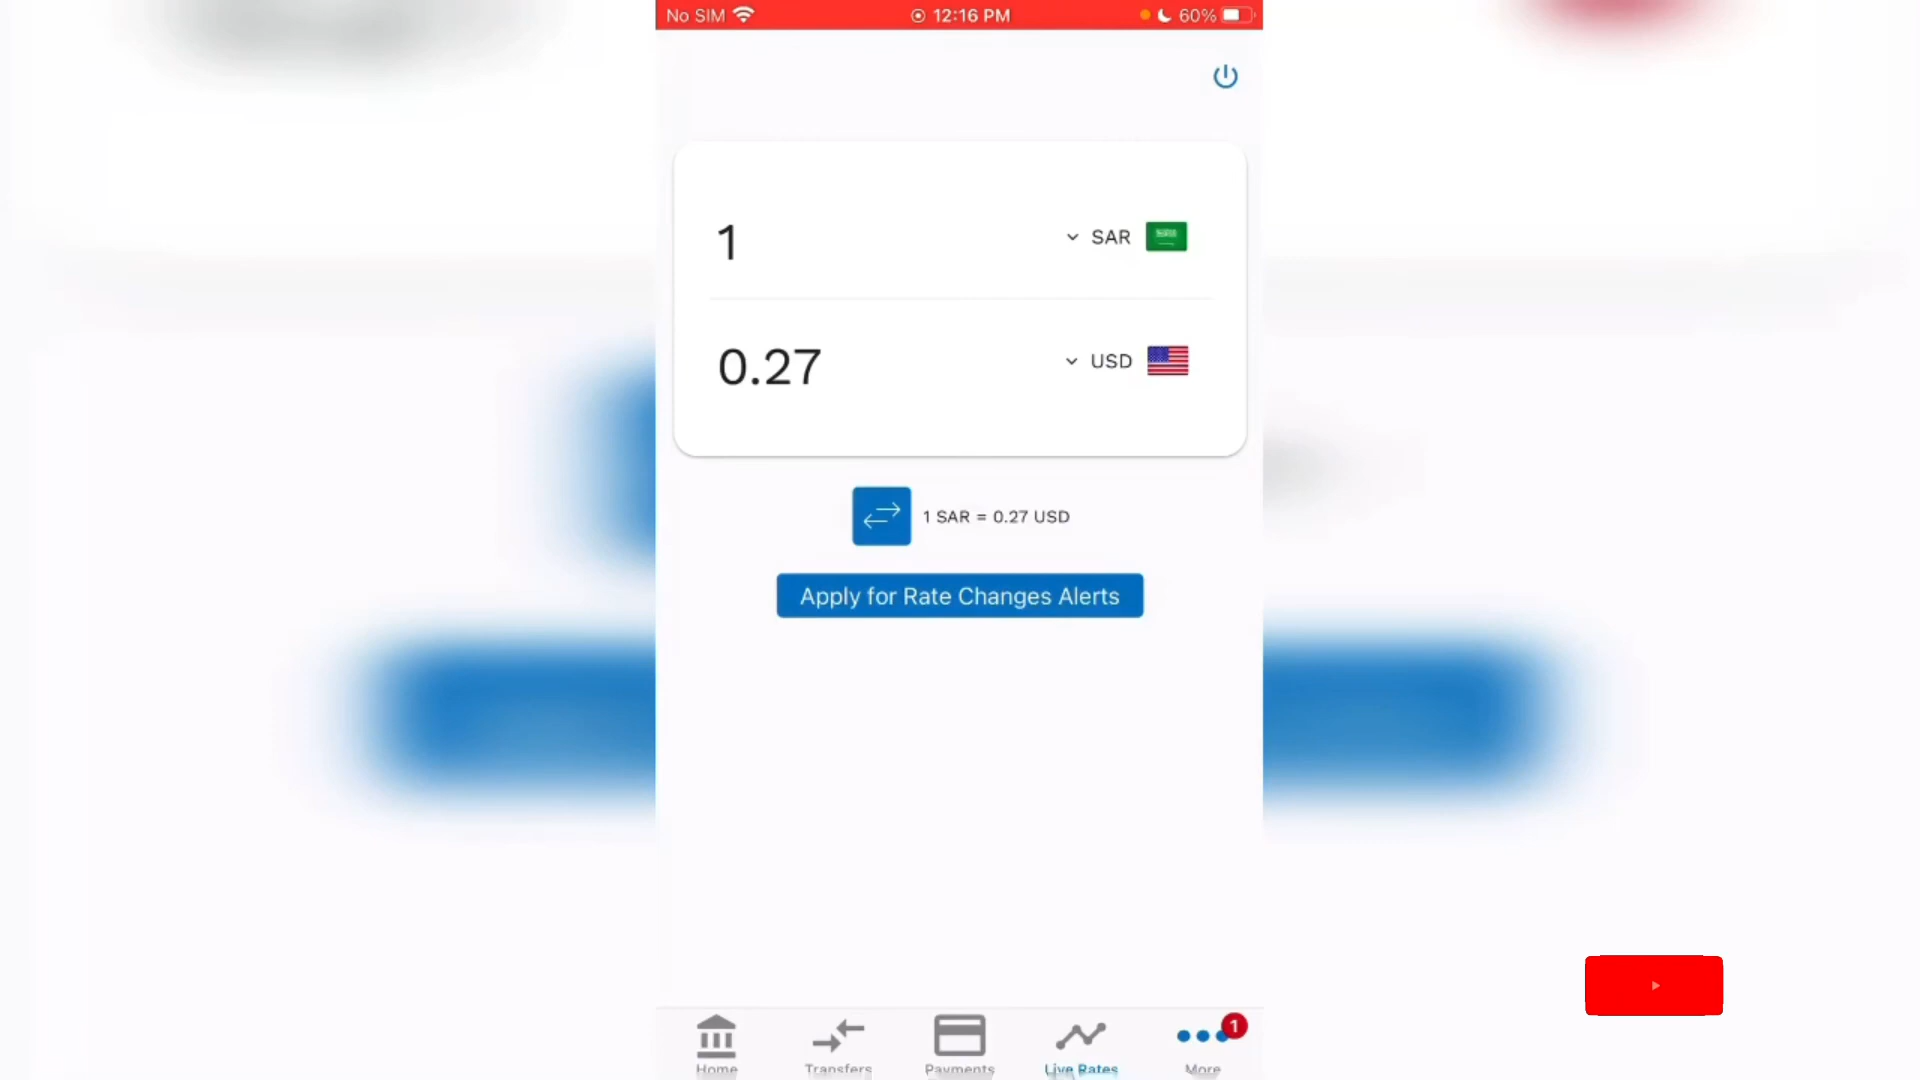 No SIM 12:16 PM 60%
1 SAR
0.27 USD
1 SAR = 0.27 USD
Apply for Rate Changes Alerts
1
Home Transfers Payments Live Rates More